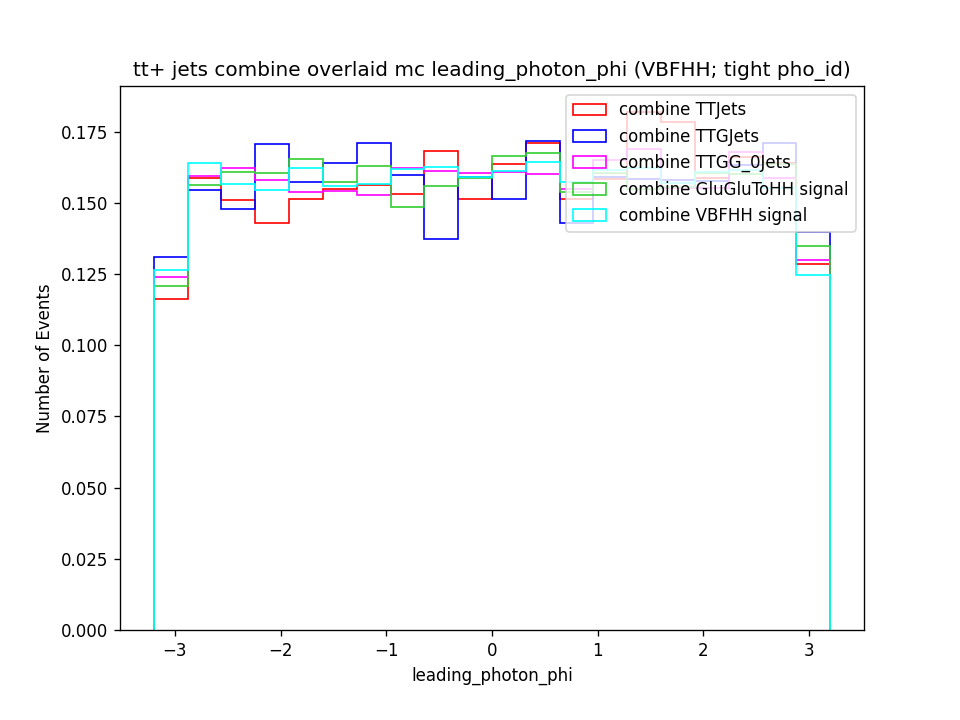 tt+ jets combine overlaid mc leading_photon_phi (VBFHH; tight pho_id)
combine TTJets
combine TTGJets
combine TTGG_0Jets
combine GluGluToHH signal
combine VBFHH signal
0.175
0.150
0.125
0.100
0.075
0.050
0.025
0.000
Number of Events
−3
−2
−1
0
1
2
3
leading_photon_phi